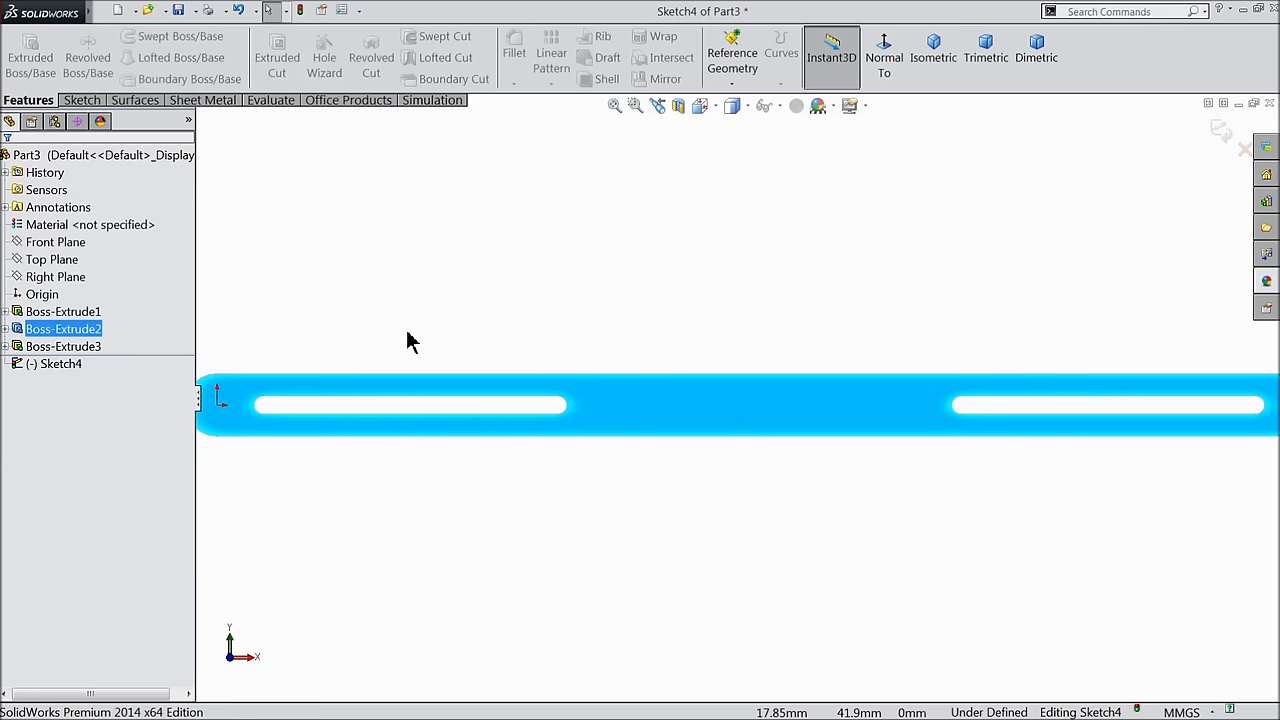 SOLIDWORKS
Sketch4 of Part3 *
Search Commands
Extruded Boss/Base
Revolved Boss/Base
Swept Boss/Base
Lofted Boss/Base
Boundary Boss/Base
Extruded Cut
Hole Wizard
Revolved Cut
Swept Cut
Lofted Cut
Boundary Cut
Fillet
Linear Pattern
Rib
Draft
Shell
Wrap
Intersect
Mirror
Reference Geometry
Curves
Instant3D
Normal To
Isometric
Trimetric
Dimetric
Features
Sketch
Surfaces
Sheet Metal
Evaluate
Office Products
Simulation
Part3 (Default<<Default>_Display
History
Sensors
Annotations
Material <not specified>
Front Plane
Top Plane
Right Plane
Origin
Boss-Extrude1
Boss-Extrude2
Boss-Extrude3
(-) Sketch4
Y
X
SolidWorks Premium 2014 x64 Edition
17.85mm
41.9mm
0mm
Under Defined
Editing Sketch4
MMGS